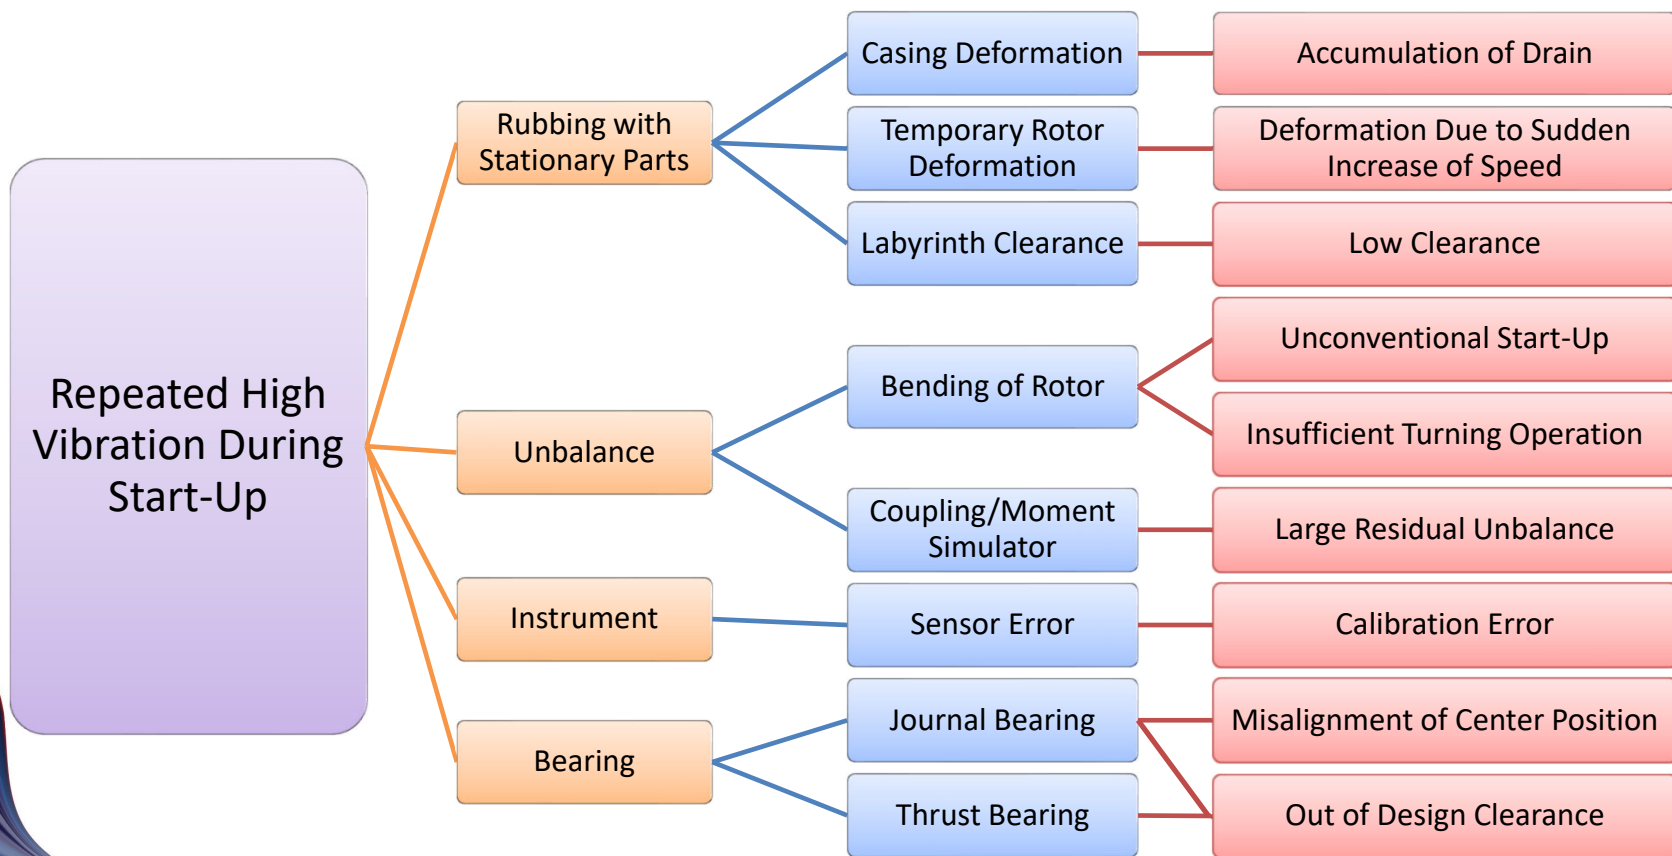 Repeated High
Vibration During
Start-Up
Rubbing with
Stationary Parts
Unbalance
Instrument
Bearing
Casing Deformation
Temporary Rotor
Deformation
Labyrinth Clearance
Bending of Rotor
Coupling/Moment
Simulator
Sensor Error
Journal Bearing
Thrust Bearing
Accumulation of Drain
Deformation Due to Sudden
Increase of Speed
Low Clearance
Unconventional Start-Up
Insufficient Turning Operation
Large Residual Unbalance
Calibration Error
Misalignment of Center Position
Out of Design Clearance